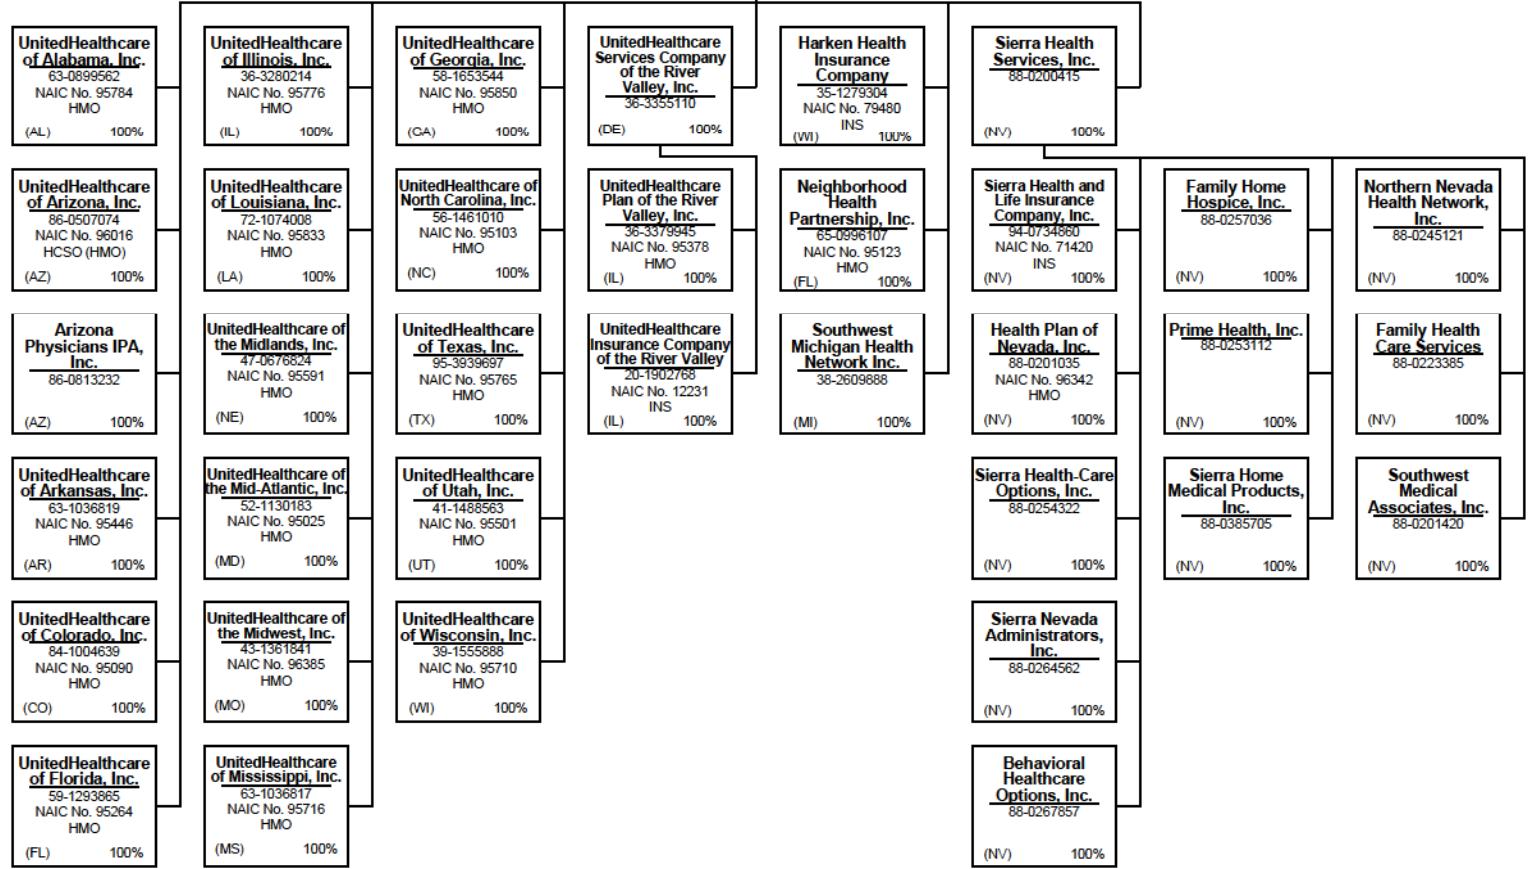 UnitedHealthcare
of Alabama, Inc.
63-0899562
NAIC No. 95784
HMO
(AL) 100%
UnitedHealthcare
of Illinois, Inc.
36-3280214
NAIC No. 95776
HMO
(IL) 100%
UnitedHealthcare
of Georgia, Inc.
58-1653544
NAIC No. 95850
HMO
(GA) 100%
UnitedHealthcare
Services Company
of the River
Valley, Inc.
36-3355110
(DE) 100%
Harken Health
Insurance
Company
35-1279304
NAIC No. 79480
INS
(WI) 100%
Sierra Health
Services, Inc.
88-0200415
(NV) 100%
UnitedHealthcare
of Arizona, Inc.
86-0507074
NAIC No. 96016
HCSO (HMO)
(AZ) 100%
UnitedHealthcare
of Louisiana, Inc.
72-1074008
NAIC No. 95833
HMO
(LA) 100%
UnitedHealthcare of
North Carolina, Inc.
56-1461010
NAIC No. 95103
HMO
(NC) 100%
UnitedHealthcare
Plan of the River
Valley, Inc.
36-3379945
NAIC No. 95378
HMO
(IL) 100%
Neighborhood
Health
Partnership, Inc.
65-0996107
NAIC No. 95123
HMO
(FL) 100%
Sierra Health and
Life Insurance
Company, Inc.
94-0734860
NAIC No. 71420
INS
(NV) 100%
Family Home
Hospice, Inc.
88-0257036
(NV) 100%
Northern Nevada
Health Network,
Inc.
88-0245121
(NV) 100%
Arizona
Physicians IPA,
Inc.
86-0813232
(AZ) 100%
UnitedHealthcare of
the Midlands, Inc.
47-0676824
NAIC No. 95591
HMO
(NE) 100%
UnitedHealthcare
of Texas, Inc.
95-3939697
NAIC No. 95765
HMO
(TX) 100%
UnitedHealthcare
Insurance Company
of the River Valley
20-1902768
NAIC No. 12231
INS
(IL) 100%
Southwest
Michigan Health
Network Inc.
38-2609888
(MI) 100%
Health Plan of
Nevada, Inc.
88-0201035
NAIC No. 96342
HMO
(NV) 100%
Prime Health, Inc.
88-0253112
(NV) 100%
Family Health
Care Services
88-0223385
(NV) 100%
UnitedHealthcare
of Arkansas, Inc.
63-1036819
NAIC No. 95446
HMO
(AR) 100%
UnitedHealthcare of
the Mid-Atlantic, Inc.
52-1130183
NAIC No. 95025
HMO
(MD) 100%
UnitedHealthcare
of Utah, Inc.
41-1488563
NAIC No. 95501
HMO
(UT) 100%
Sierra Health-Care
Options, Inc.
88-0254322
(NV) 100%
Sierra Home
Medical Products,
Inc.
88-0385705
(NV) 100%
Southwest
Medical
Associates, Inc.
88-0201420
(NV) 100%
UnitedHealthcare
of Colorado, Inc.
84-1004639
NAIC No. 95090
HMO
(CO) 100%
UnitedHealthcare of
the Midwest, Inc.
43-1361841
NAIC No. 96385
HMO
(MO) 100%
UnitedHealthcare
of Wisconsin, Inc.
39-1555888
NAIC No. 95710
HMO
(WI) 100%
Sierra Nevada
Administrators,
Inc.
88-0264562
(NV) 100%
UnitedHealthcare
of Florida, Inc.
59-1293865
NAIC No. 95264
HMO
(FL) 100%
UnitedHealthcare
of Mississippi, Inc.
63-1036817
NAIC No. 95716
HMO
(MS) 100%
Behavioral
Healthcare
Options, Inc.
88-0267857
(NV) 100%